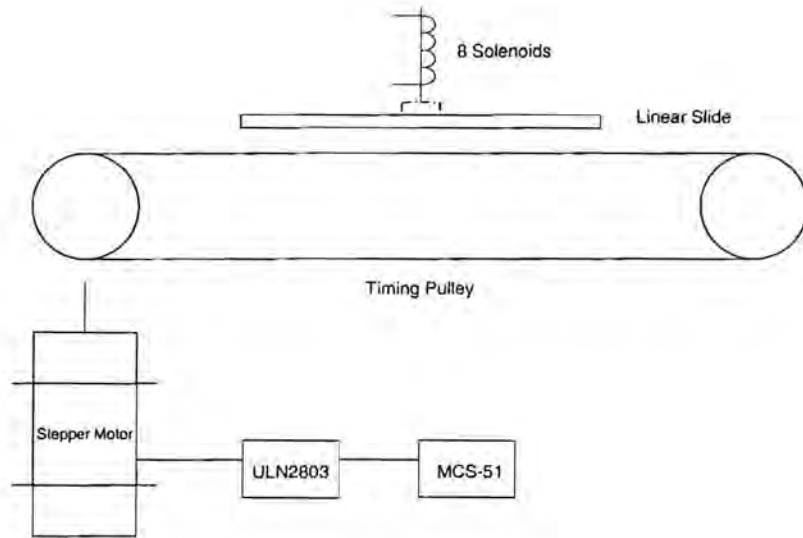 8 Solenoids
Linear Slide
Timing Pulley
Stepper Motor
ULN2803
MCS-51